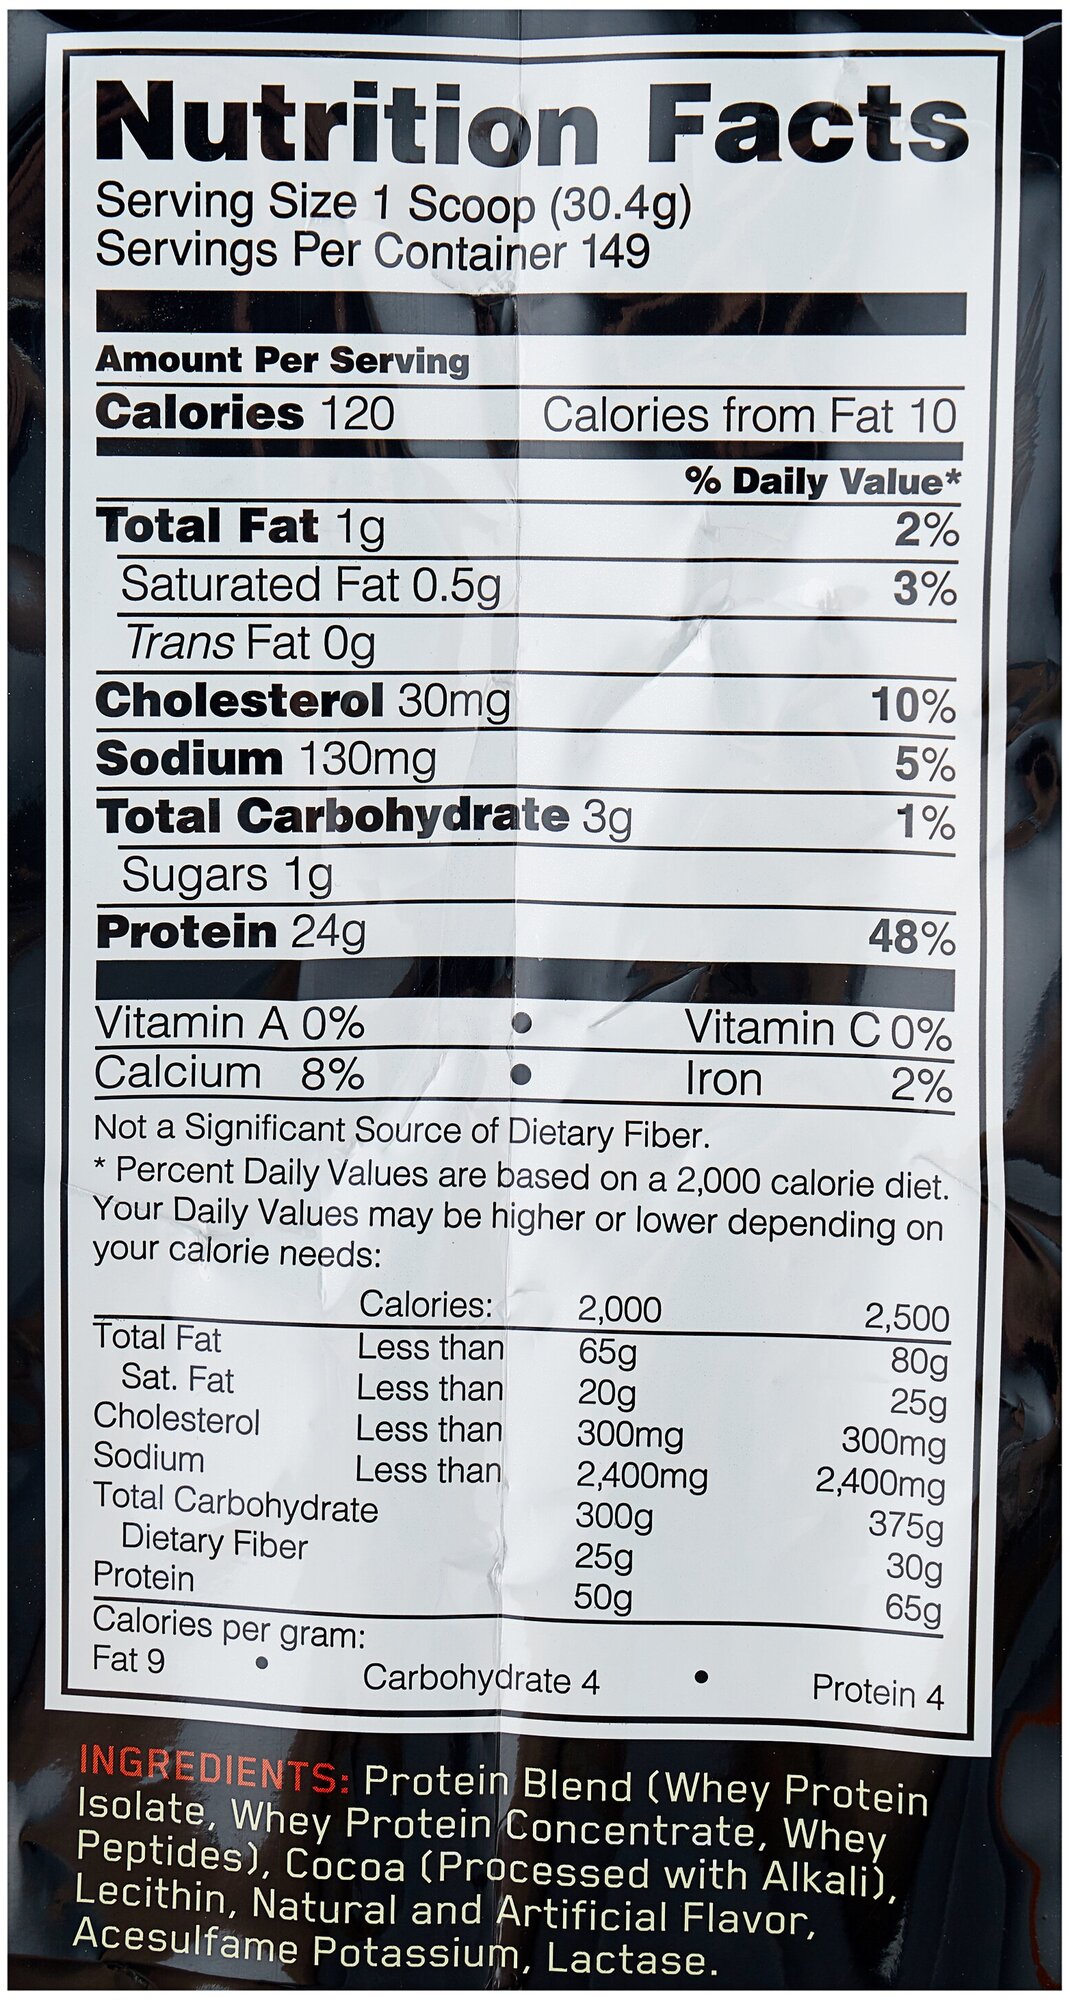 Nutrition Facts
Serving Size 1 Scoop (30.4g)
Servings Per Container 149
Amount Per Serving
Calories 120 Calories from Fat 10
% Daily Value*
Total Fat 1g 2%
Saturated Fat 0.5g 3%
Trans Fat 0g
Cholesterol 30mg 10%
Sodium 130mg 5%
Total Carbohydrate 3g 1%
Sugars 1g
Protein 24g 48%
Vitamin A 0% • Vitamin C 0%
Calcium 8% • Iron 2%
Not a Significant Source of Dietary Fiber.
* Percent Daily Values are based on a 2,000 calorie diet.
Your Daily Values may be higher or lower depending on
your calorie needs:
Calories: 2,000 2,500
Total Fat Less than 65g 80g
Sat. Fat Less than 20g 25g
Cholesterol Less than 300mg 300mg
Sodium Less than 2,400mg 2,400mg
Total Carbohydrate 300g 375g
Dietary Fiber 25g 30g
Protein 50g 65g
Calories per gram:
Fat 9 • Carbohydrate 4 • Protein 4
INGREDIENTS: Protein Blend (Whey Protein
Isolate, Whey Protein Concentrate, Whey
Peptides), Cocoa (Processed with Alkali),
Lecithin, Natural and Artificial Flavor,
Acesulfame Potassium, Lactase.